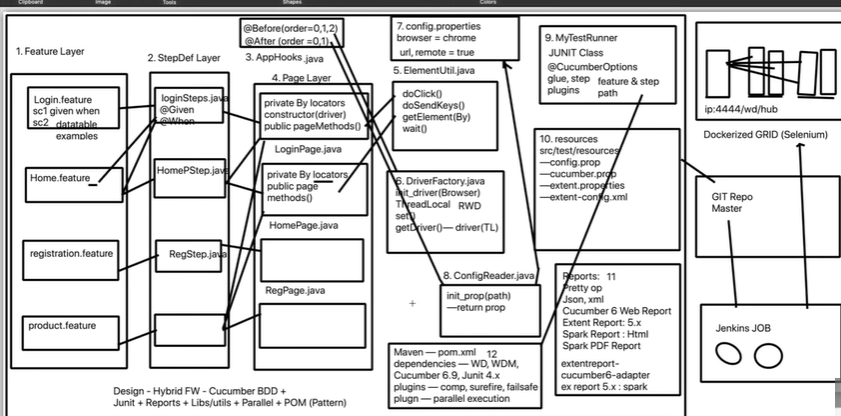 Clipboard
Image
Tools
Shapes
Colors
1. Feature Layer
Login.feature
sc1 given when
sc2 datatable
examples
Home.feature
registration.feature
product.feature
2. StepDef Layer
loginSteps.java
@Given
@When
HomePStep.java
RegStep.java
@Before(order=0,1,2)
@After (order =0,1)
3. AppHooks.java
4. Page Layer
private By locators
constructor(driver)
public pageMethods()
LoginPage.java
private By locators
public page
methods()
HomePage.java
RegPage.java
7. config.properties
browser = chrome
url, remote = true
5. ElementUtil.java
doClick()
doSendKeys()
getElement(By)
wait()
6. DriverFactory.java
init_driver(Browser)
ThreadLocal RWD
set()
getDriver()— driver(TL)
8. ConfigReader.java
init_prop(path)
—return prop
Maven — pom.xml 12
dependencies — WD, WDM,
Cucumber 6.9, Junit 4.x
plugins — comp, surefire, failsafe
plugn — parallel execution
9. MyTestRunner
JUNIT Class
@CucumberOptions
glue, step feature & step
plugins path
10. resources
src/test/resources
—config.prop
—cucumber.prop
—extent.properties
—extent-config.xml
Reports: 11
Pretty op
Json, xml
Cucumber 6 Web Report
Extent Report: 5.x
Spark Report : Html
Spark PDF Report
extentreport-
cucumber6-adapter
ex report 5.x : spark
ip:4444/wd/hub
Dockerized GRID (Selenium)
GIT Repo
Master
Jenkins JOB
Design - Hybrid FW - Cucumber BDD +
Junit + Reports + Libs/utils + Parallel + POM (Pattern)